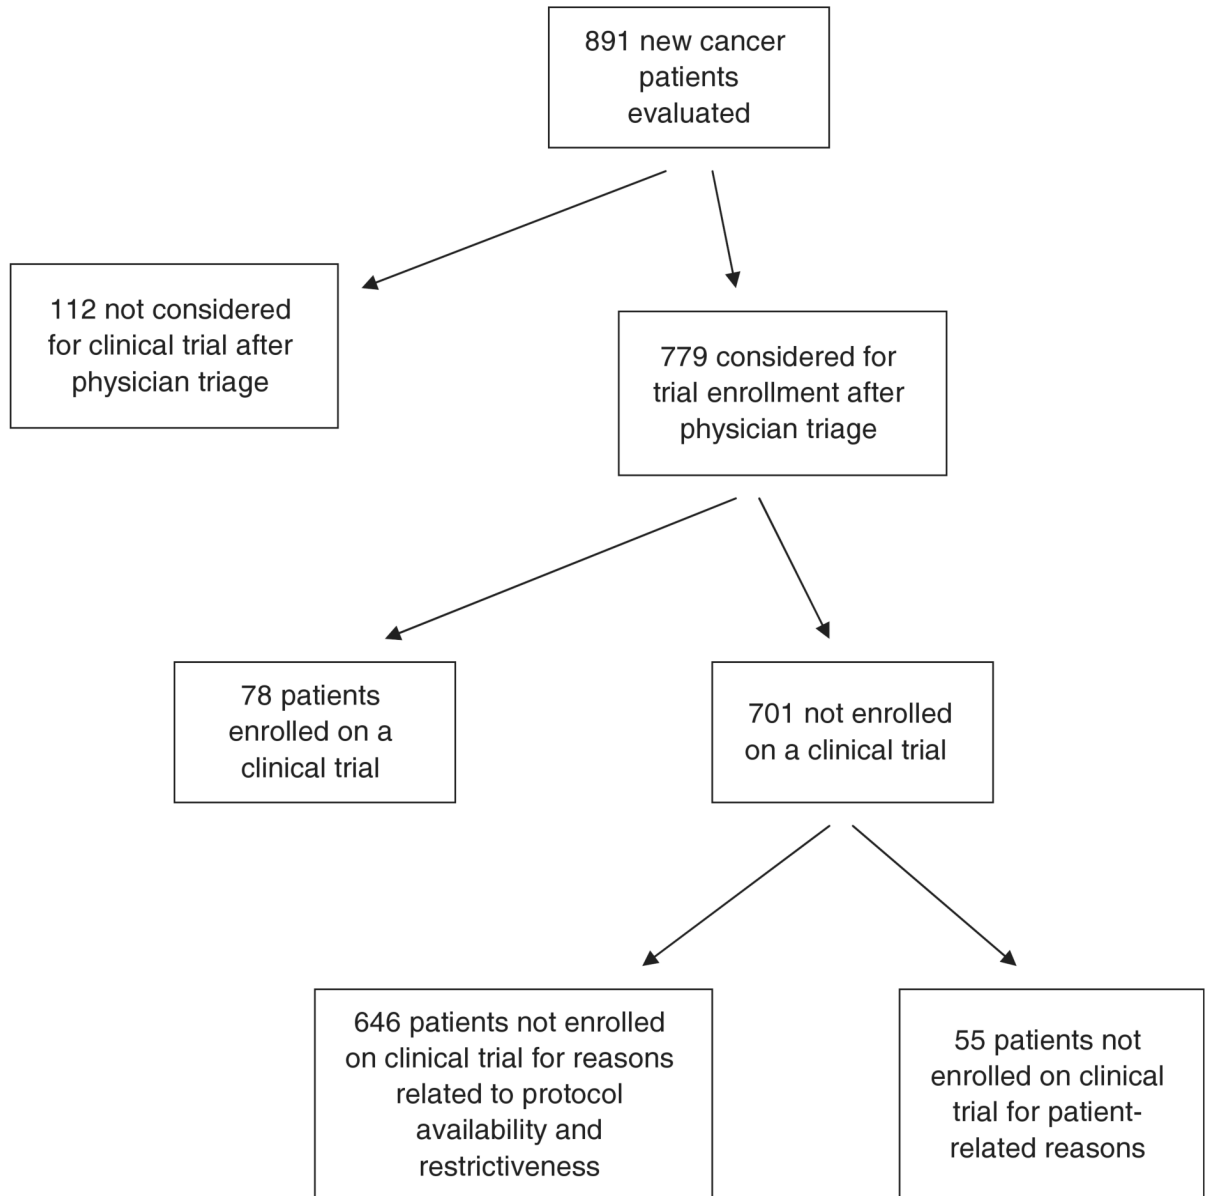 891 new cancer
patients
evaluated
112 not considered
for clinical trial after
physician triage
779 considered for
trial enrollment after
physician triage
78 patients
enrolled on a
clinical trial
701 not enrolled
on a clinical trial
646 patients not enrolled
on clinical trial for reasons
related to protocol
availability and
restrictiveness
55 patients not
enrolled on clinical
trial for patient-
related reasons